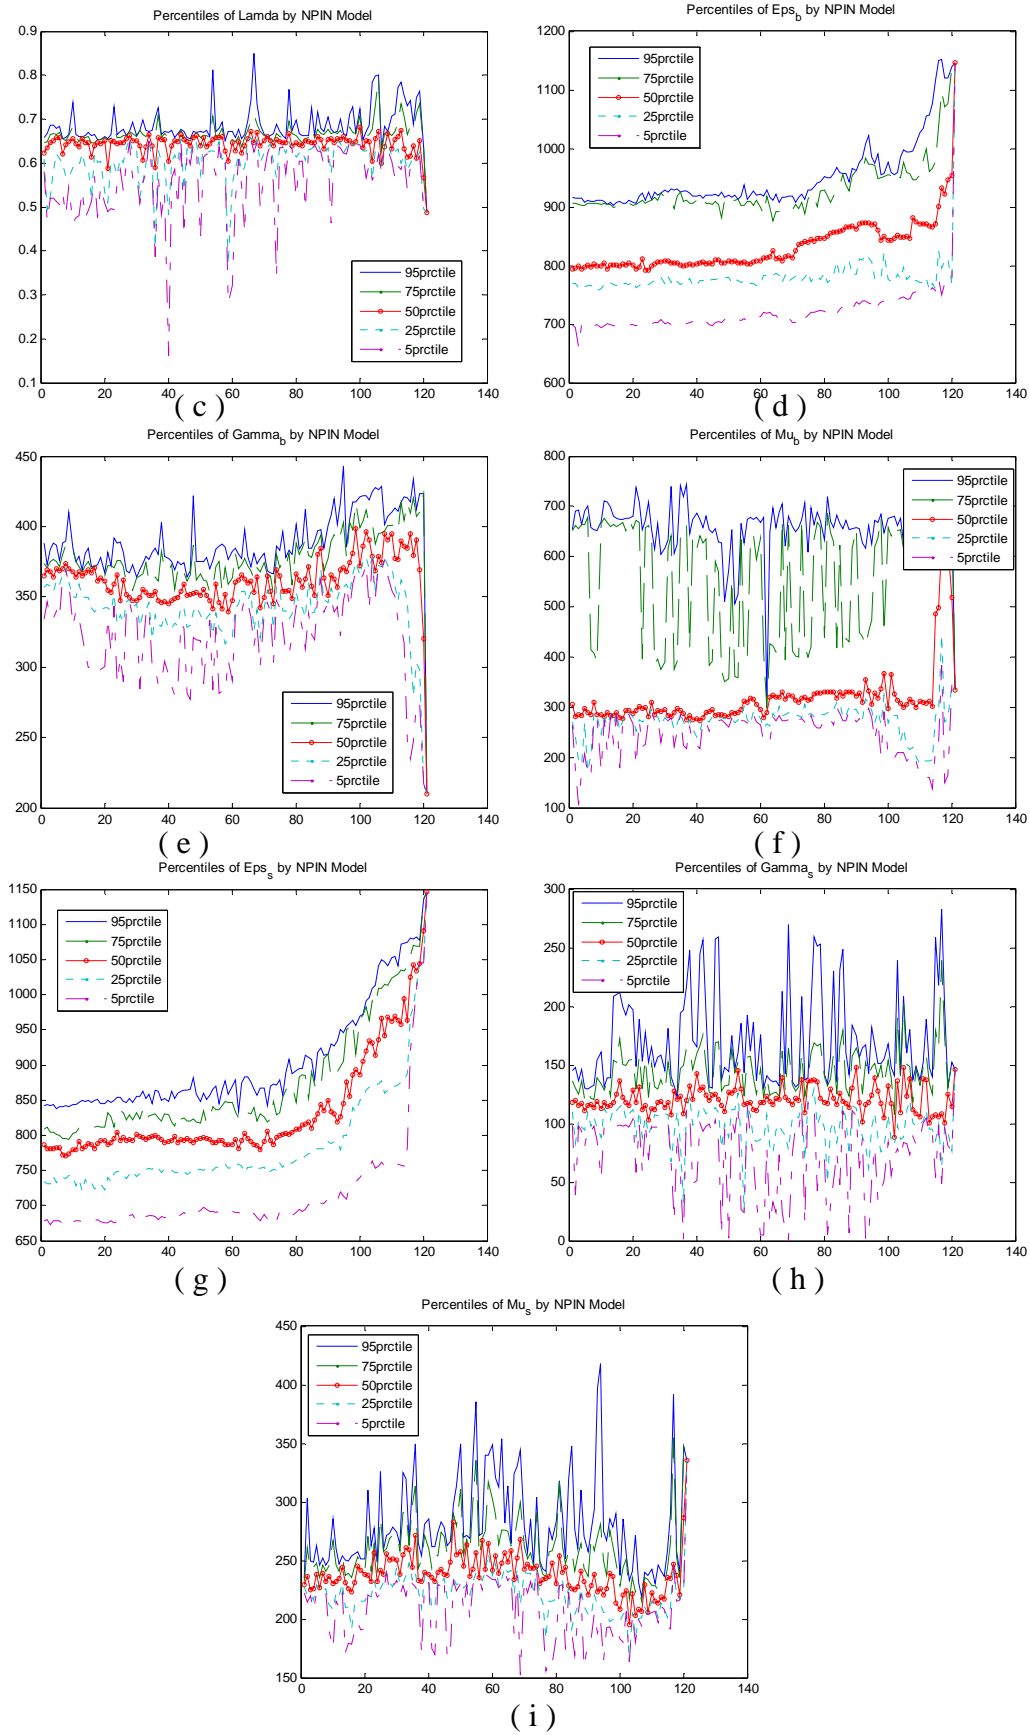 Percentiles of Lamda by NPIN Model
0.9
0.8
0.7
0.6
0.5
0.4
0.3
0.2
0.1
95prctile
75prctile
50prctile
25prctile
5prctile
0 20 40 60 80 100 120 140
(c)
Percentiles of Eps_b by NPIN Model
1200
1100
1000
900
800
700
600
95prctile
75prctile
50prctile
25prctile
5prctile
0 20 40 60 80 100 120 140
(d)
Percentiles of Gamma_b by NPIN Model
450
400
350
300
250
200
95prctile
75prctile
50prctile
25prctile
5prctile
0 20 40 60 80 100 120 140
(e)
Percentiles of Mu_b by NPIN Model
800
700
600
500
400
300
200
100
95prctile
75prctile
50prctile
25prctile
5prctile
0 20 40 60 80 100 120 140
(f)
Percentiles of Eps_s by NPIN Model
1150
1100
1050
1000
950
900
850
800
750
700
650
95prctile
75prctile
50prctile
25prctile
5prctile
0 20 40 60 80 100 120 140
(g)
Percentiles of Gamma_s by NPIN Model
300
250
200
150
100
50
0
95prctile
75prctile
50prctile
25prctile
5prctile
0 20 40 60 80 100 120 140
(h)
Percentiles of Mu_s by NPIN Model
450
400
350
300
250
200
150
95prctile
75prctile
50prctile
25prctile
5prctile
0 20 40 60 80 100 120 140
(i)